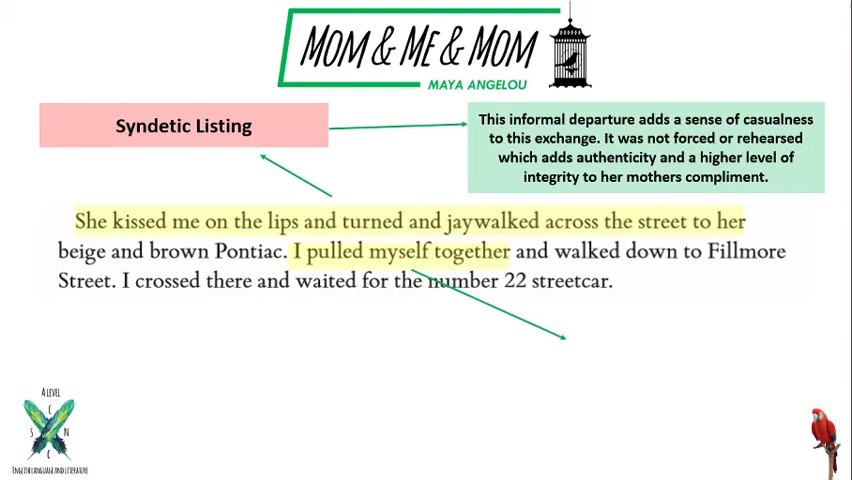 MOM & ME & MOM
MAYA ANGELOU
Syndetic Listing
This informal departure adds a sense of casualness
to this exchange. It was not forced or rehearsed
which adds authenticity and a higher level of
integrity to her mothers compliment.
She kissed me on the lips and turned and jaywalked across the street to her
beige and brown Pontiac. I pulled myself together and walked down to Fillmore
Street. I crossed there and waited for the number 22 streetcar.
A LEVEL
C
S N
C
ENGLISH LANGUAGE AND LITERATURE